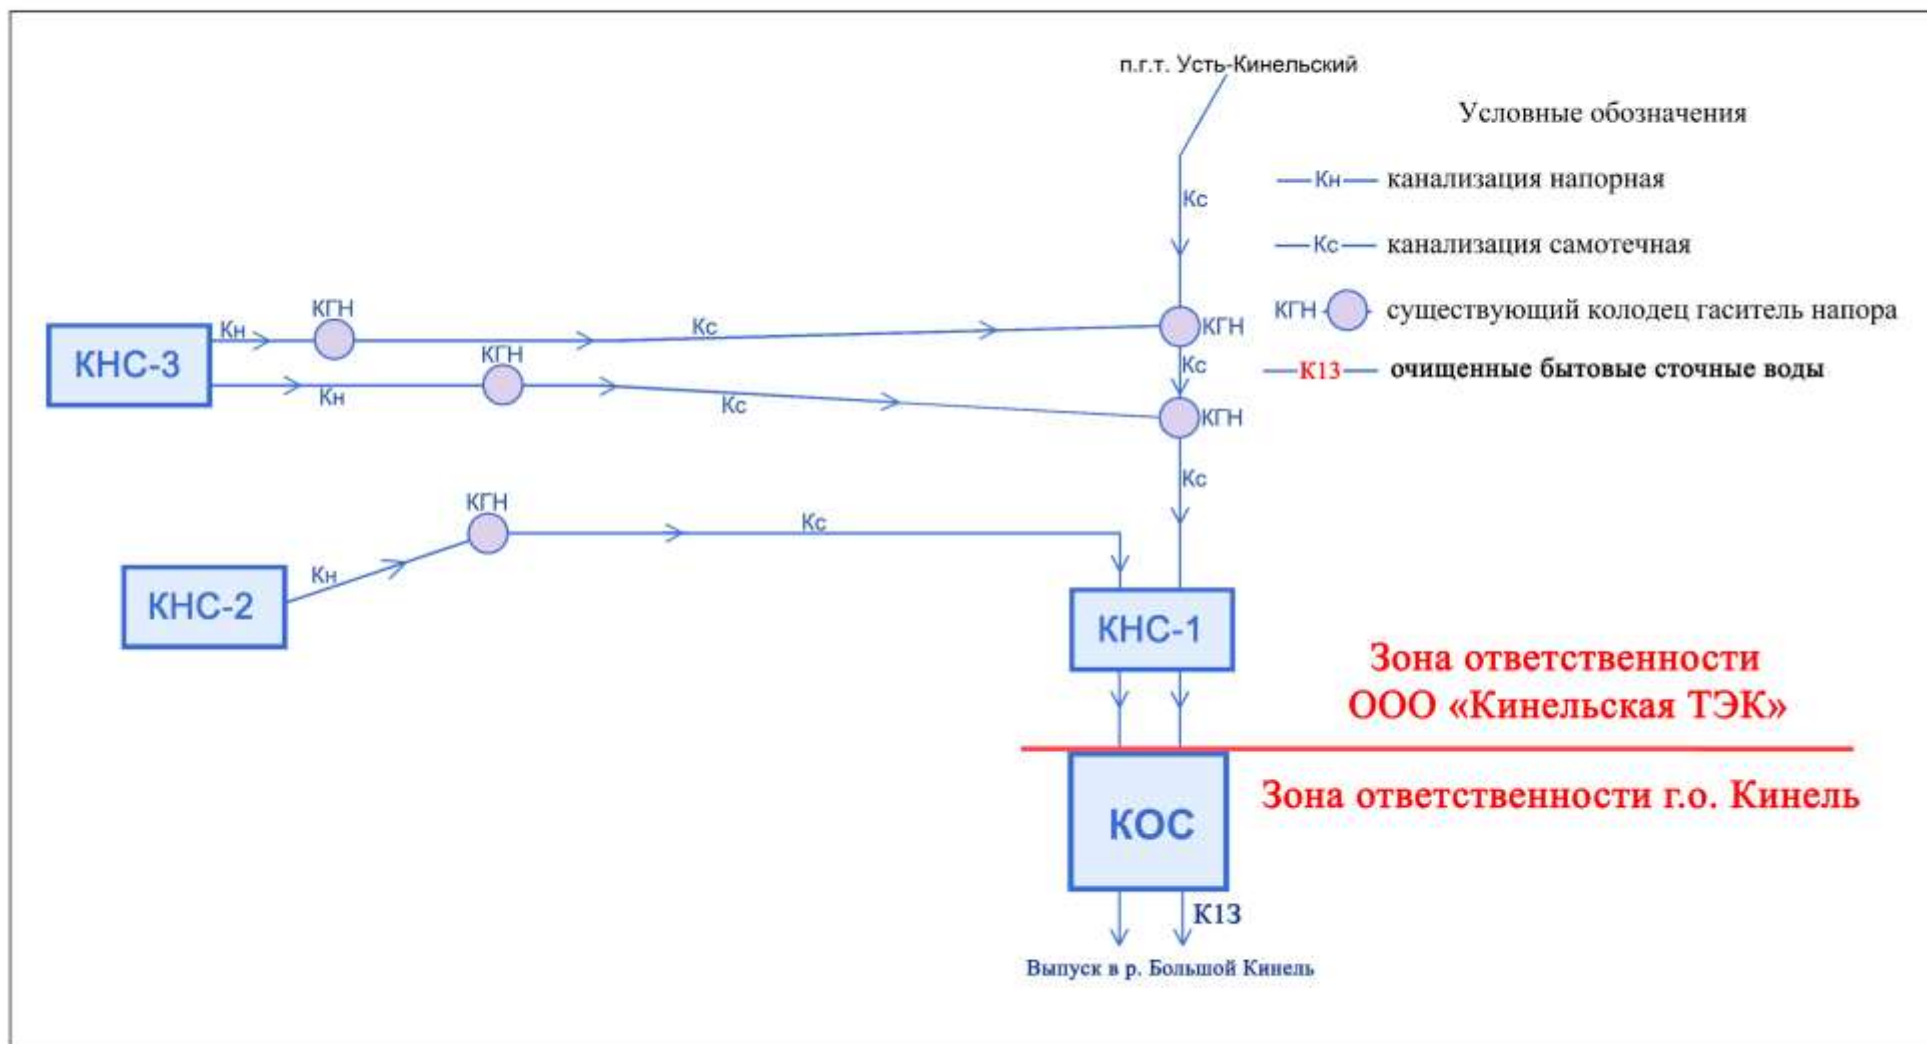 п.г.т. Усть-Кинельский
Условные обозначения
Кн канализация напорная
Кс
Кс канализация самотечная
КГН существующий колодец гаситель напора
К13 очищенные бытовые сточные воды
КГН
Кн
Кс
КГН
КНС-3
КГН
Кс
Кн
Кс
КГН
КГН
Кс
Кс
Кн
КНС-2
КНС-1
Зона ответственности
ООО «Кинельская ТЭК»
Зона ответственности г.о. Кинель
КОС
К13
Выпуск в р. Большой Кинель